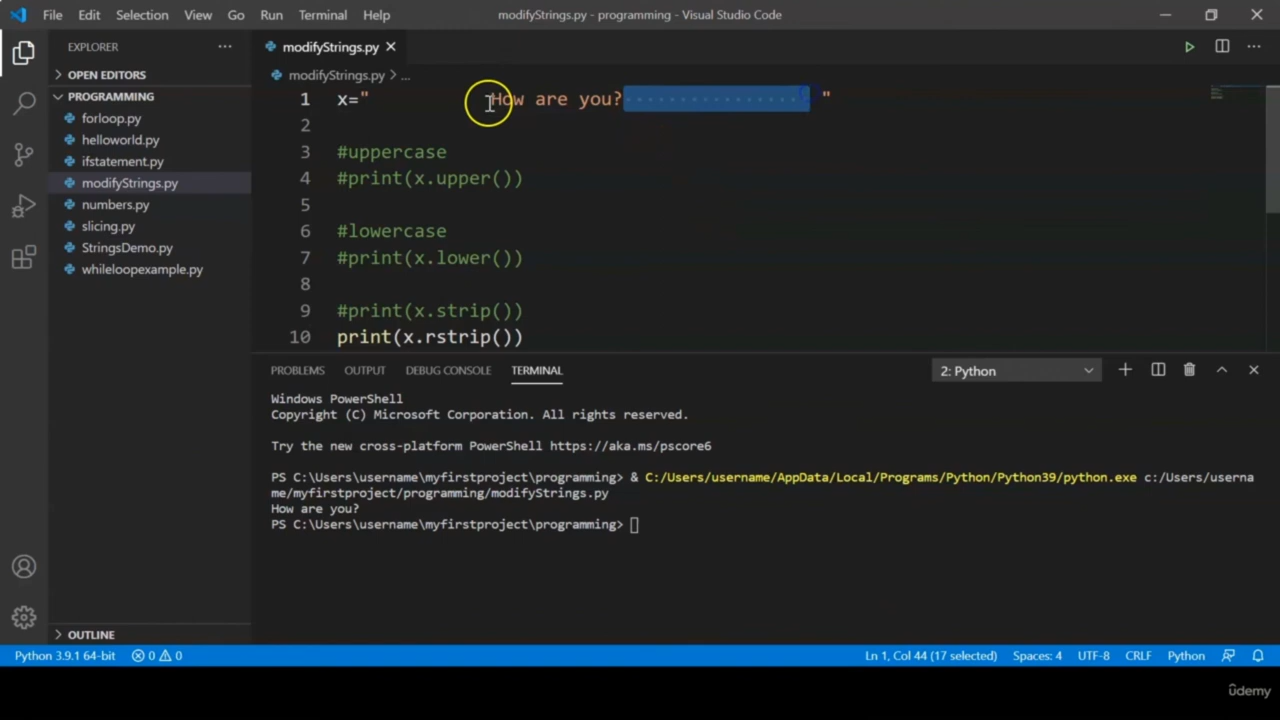 File Edit Selection View Go Run Terminal Help modifyStrings.py - programming - Visual Studio Code
EXPLORER
modifyStrings.py
OPEN EDITORS
modifyStrings.py > ...
PROGRAMMING
forloop.py
helloworld.py
ifstatement.py
modifyStrings.py
numbers.py
slicing.py
StringsDemo.py
whileloopexample.py
OUTLINE
1 x=" How are you? "
2
3 #uppercase
4 #print(x.upper())
5
6 #lowercase
7 #print(x.lower())
8
9 #print(x.strip())
10 print(x.rstrip())
PROBLEMS OUTPUT DEBUG CONSOLE TERMINAL 2: Python
Windows PowerShell
Copyright (C) Microsoft Corporation. All rights reserved.
Try the new cross-platform PowerShell https://aka.ms/pscore6
PS C:\Users\username\myfirstproject\programming> & C:/Users/username/AppData/Local/Programs/Python/Python39/python.exe c:/Users/userna
me/myfirstproject/programming/modifyStrings.py
How are you?
PS C:\Users\username\myfirstproject\programming>
Python 3.9.1 64-bit 0 0 Ln 1, Col 44 (17 selected) Spaces: 4 UTF-8 CRLF Python
ûdemy